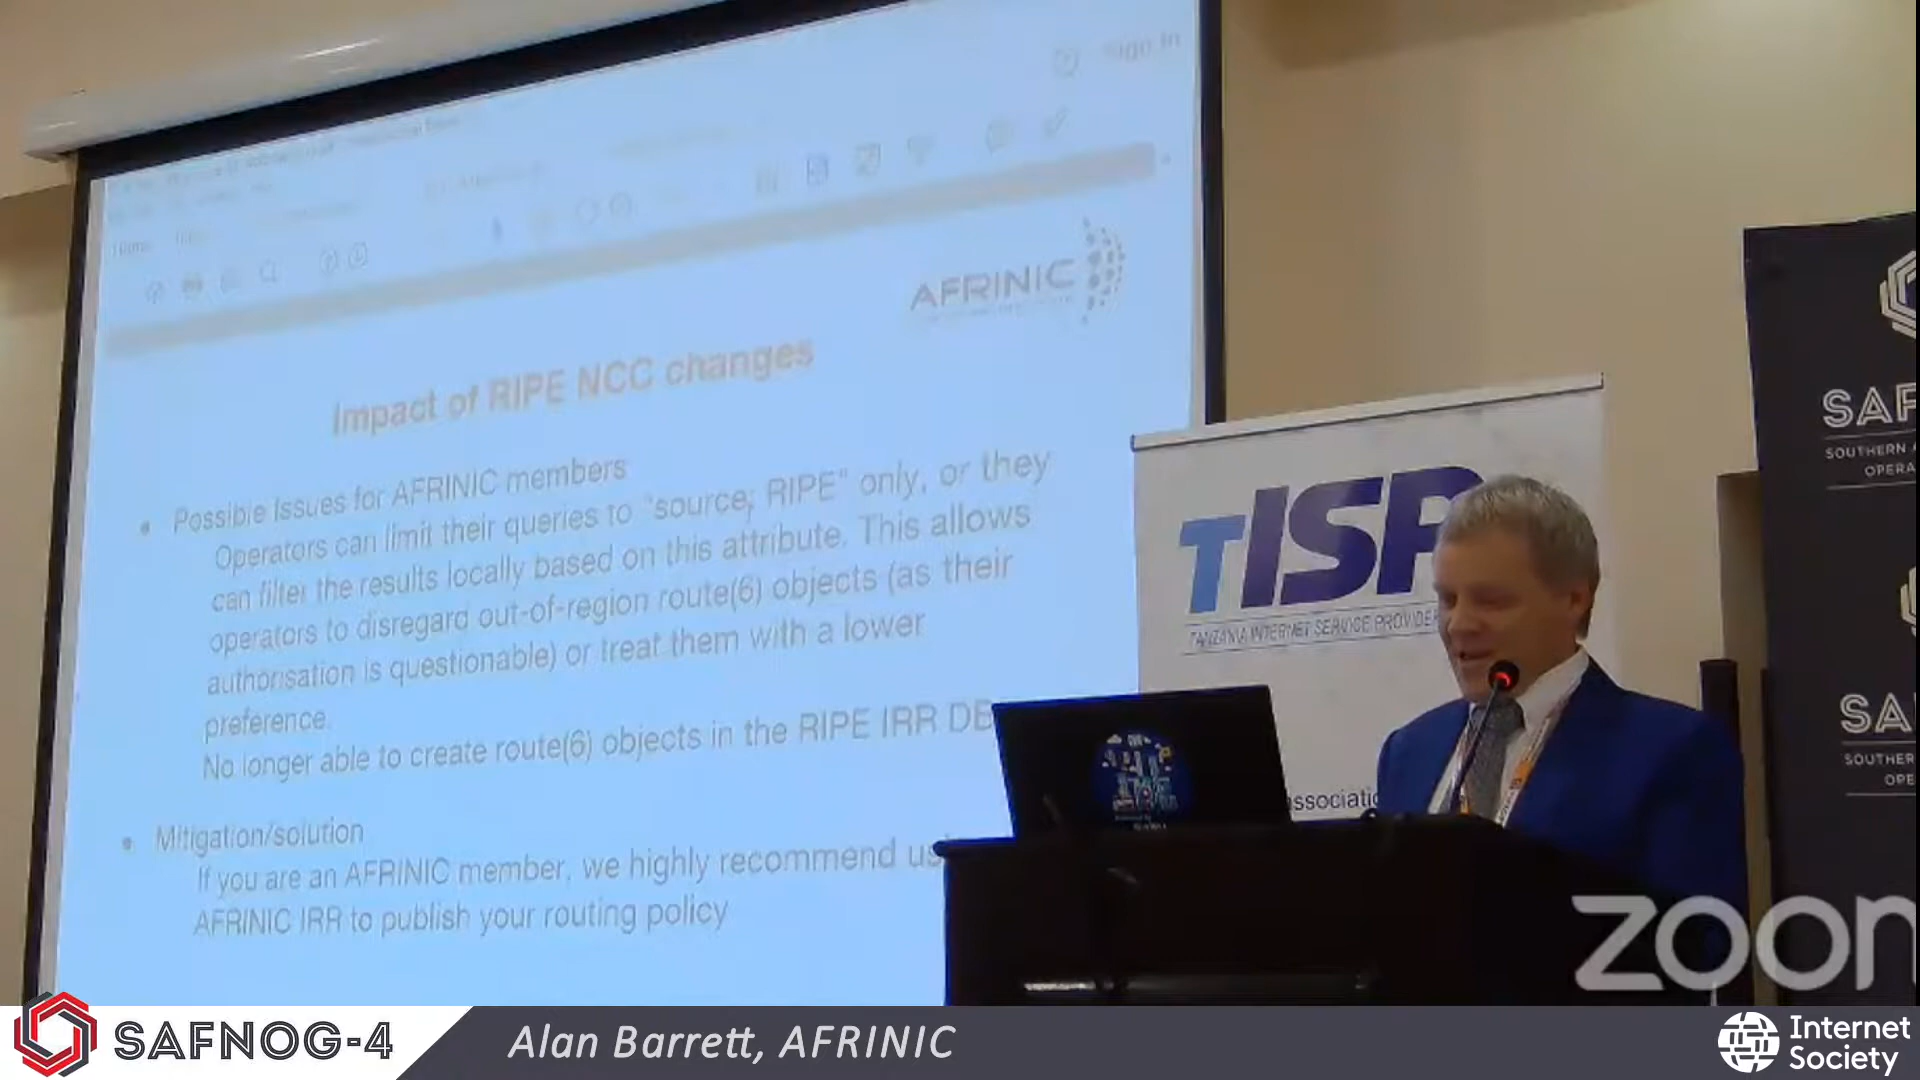 Sign In
AFRINIC
Impact of RIPE NCC changes
• Possible Issues for AFRINIC members
Operators can limit their queries to "source: RIPE" only, or they
can filter the results locally based on this attribute. This allows
operators to disregard out-of-region route(6) objects (as their
authorisation is questionable) or treat them with a lower
preference.
No longer able to create route(6) objects in the RIPE IRR DB
• Mitigation/solution
If you are an AFRINIC member, we highly recommend us
AFRINIC IRR to publish your routing policy
TISP
TANZANIA INTERNET SERVICE PROVIDER
associatio
SAF
SOUTHERN
OPERA
SA
SOUTHER
OPE
zoom
SAFNOG-4
Alan Barrett, AFRINIC
Internet
Society